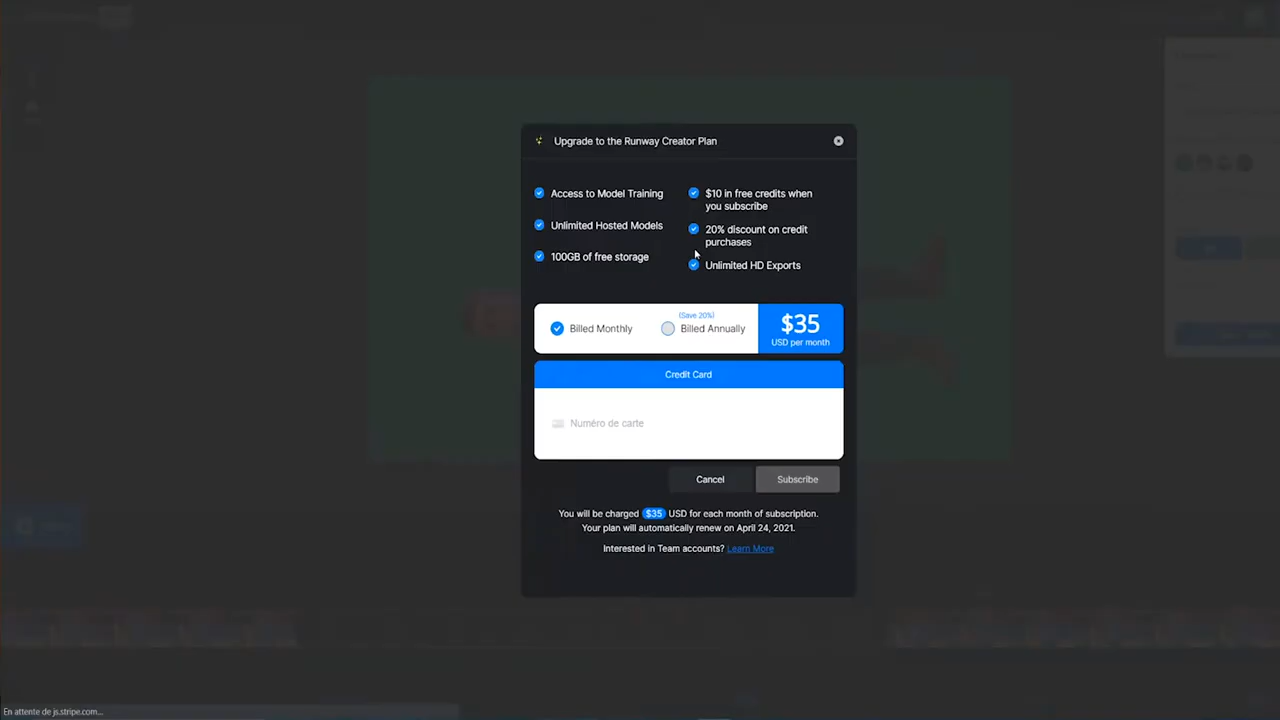 Upgrade to the Runway Creator Plan
Access to Model Training
Unlimited Hosted Models
100GB of free storage
$10 in free credits when
you subscribe
20% discount on credit
purchases
Unlimited HD Exports
Billed Monthly
(Save 20%)
Billed Annually
$35
USD per month
Credit Card
Numéro de carte
Cancel
Subscribe
You will be charged $35 USD for each month of subscription.
Your plan will automatically renew on April 24, 2021.
Interested in Team accounts? Learn More
En attente de js.stripe.com...